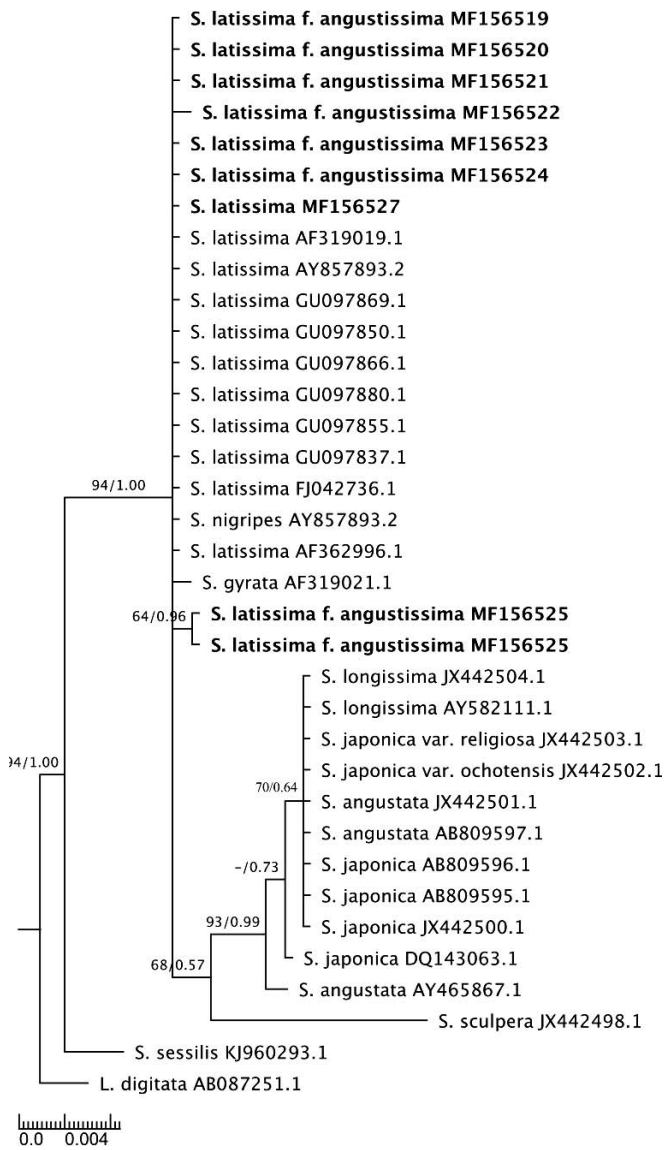 S. latissima f. angustissima MF156519
S. latissima f. angustissima MF156520
S. latissima f. angustissima MF156521
S. latissima f. angustissima MF156522
S. latissima f. angustissima MF156523
S. latissima f. angustissima MF156524
S. latissima MF156527
S. latissima AF319019.1
S. latissima AY857893.2
S. latissima GU097869.1
S. latissima GU097850.1
S. latissima GU097866.1
S. latissima GU097880.1
S. latissima GU097855.1
S. latissima GU097837.1
94/1.00
S. latissima FJ042736.1
S. nigripes AY857893.2
S. latissima AF362996.1
S. gyrata AF319021.1
64/0.96
S. latissima f. angustissima MF156525
S. latissima f. angustissima MF156525
S. longissima JX442504.1
S. longissima AY582111.1
S. japonica var. religiosa JX442503.1
94/1.00
S. japonica var. ochotensis JX442502.1
70/0.64
S. angustata JX442501.1
S. angustata AB809597.1
-/0.73
S. japonica AB809596.1
S. japonica AB809595.1
93/0.99
S. japonica JX442500.1
68/0.57
S. japonica DQ143063.1
S. angustata AY465867.1
S. sculpera JX442498.1
S. sessilis KJ960293.1
L. digitata AB087251.1
0.0 0.004